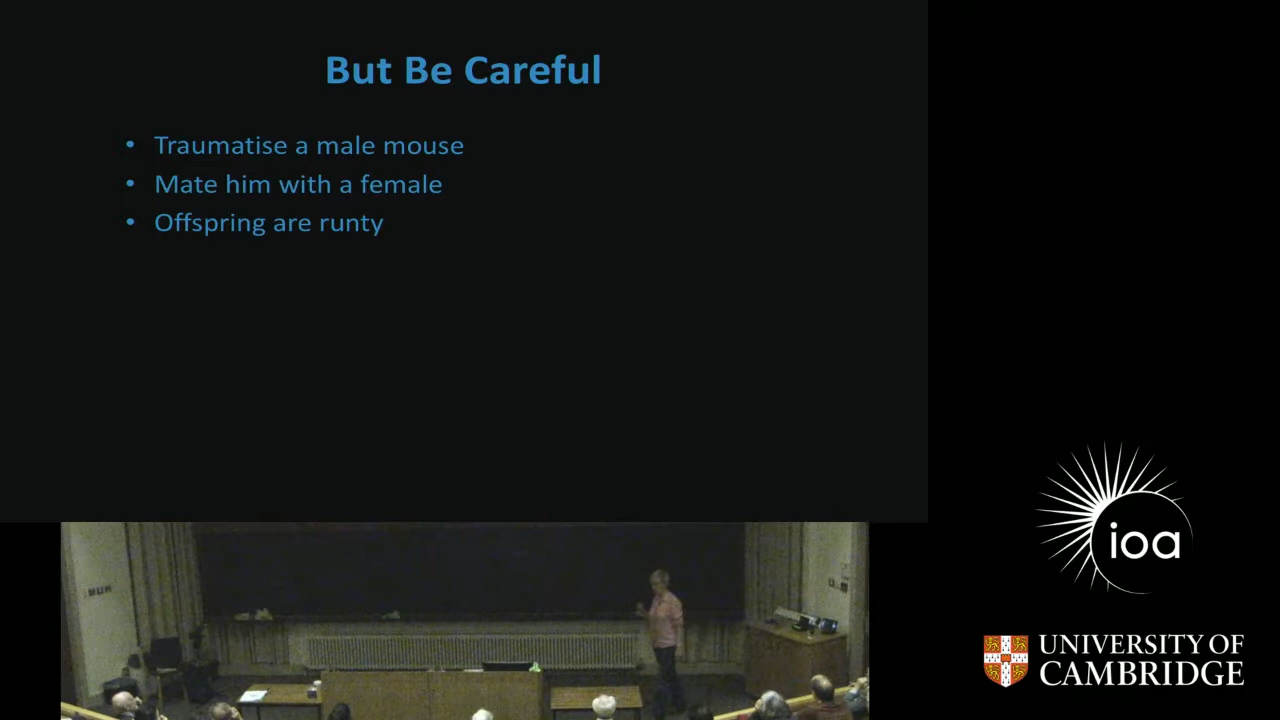 But Be Careful
• Traumatise a male mouse
• Mate him with a female
• Offspring are runty
ioa
UNIVERSITY OF
CAMBRIDGE